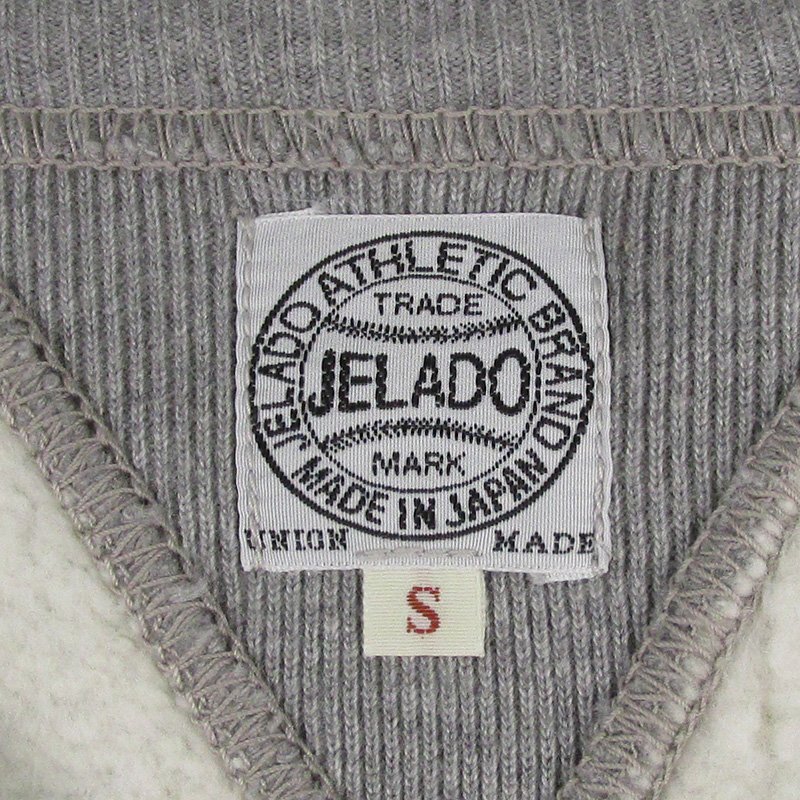 JELADO ATHLETIC BRAND
TRADE
JELADO
MARK
MADE IN JAPAN
UNION MADE
S